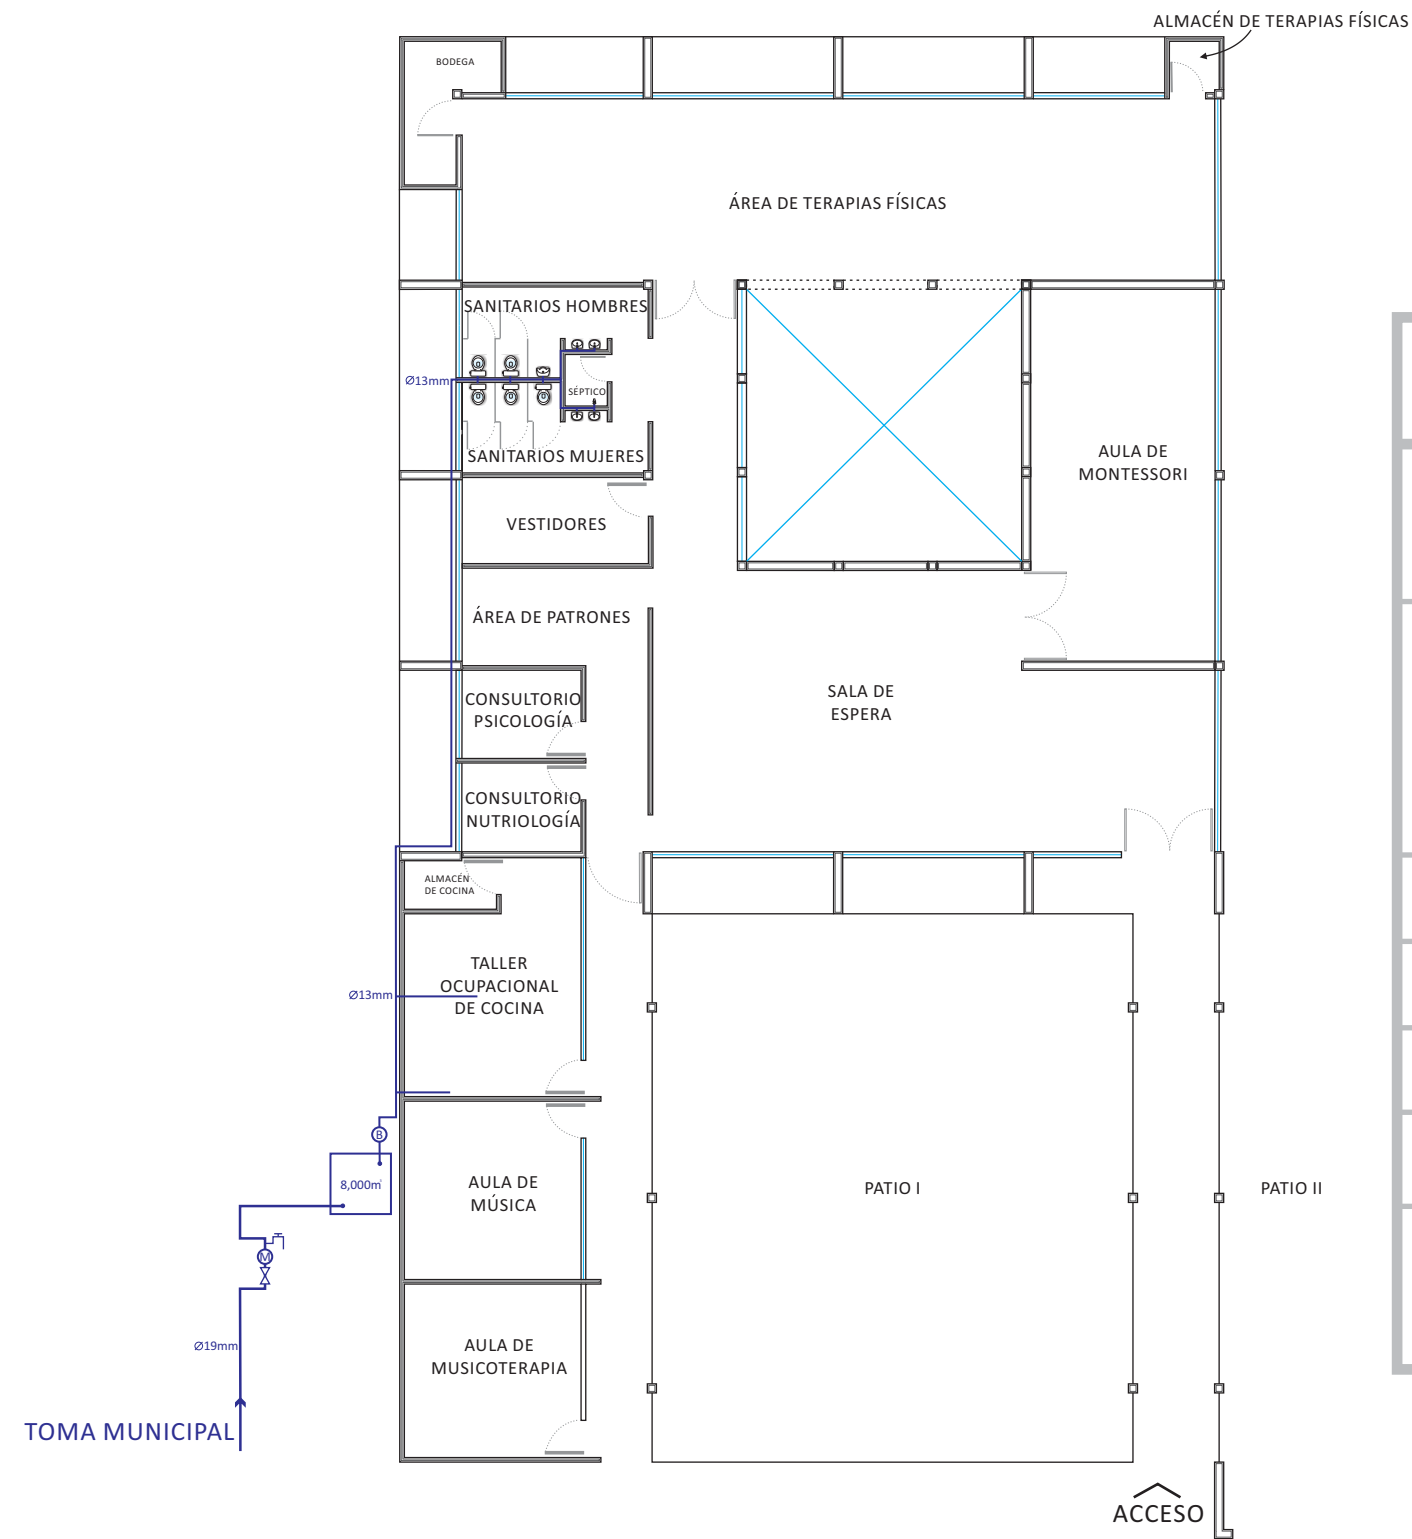 ALMACÉN DE TERAPIAS FÍSICAS
BODEGA
ÁREA DE TERAPIAS FÍSICAS
SANITARIOS HOMBRES
Ø13mm
SÉPTICO
SANITARIOS MUJERES
AULA DE
MONTESSORI
VESTIDORES
ÁREA DE PATRONES
CONSULTORIO
PSICOLOGÍA
SALA DE
ESPERA
CONSULTORIO
NUTRIOLOGÍA
ALMACÉN
DE COCINA
TALLER
OCUPACIONAL
DE COCINA
Ø13mm
B
8,000m³
AULA DE
MÚSICA
PATIO I
PATIO II
M
Ø19mm
AULA DE
MUSICOTERAPIA
TOMA MUNICIPAL
ACCESO